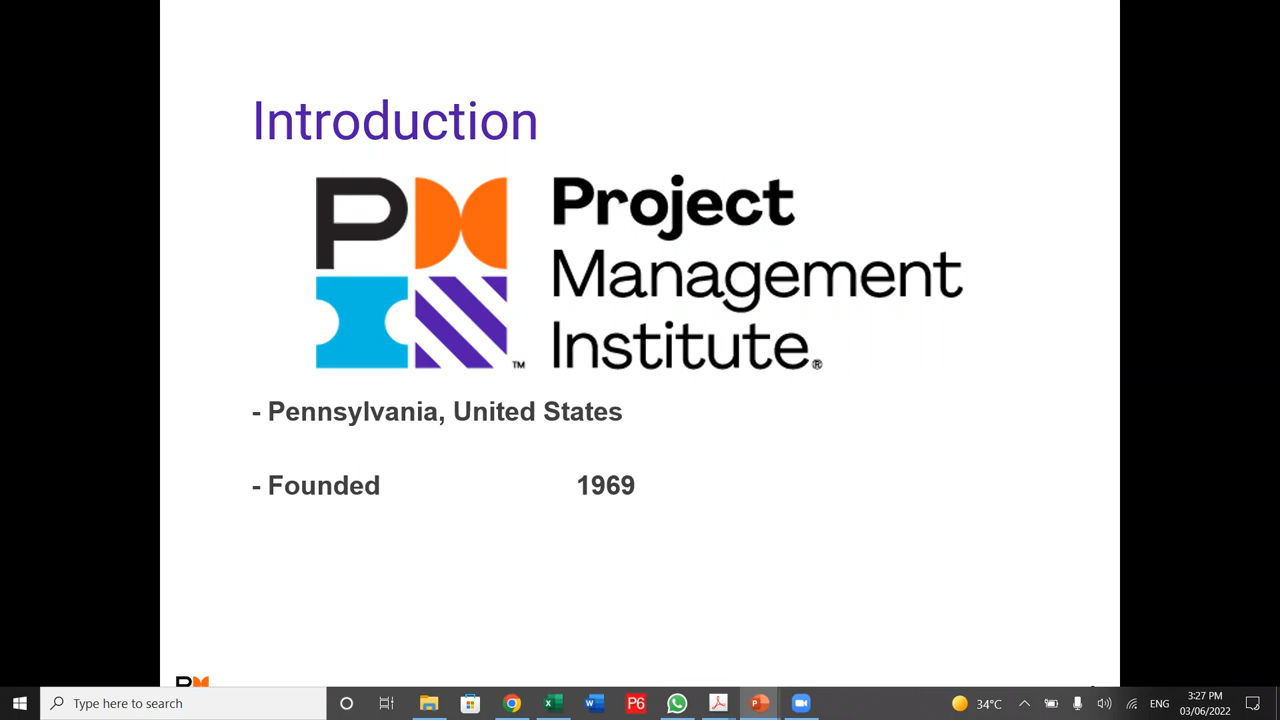 Introduction
PM
Project
Management
Institute®
™
- Pennsylvania, United States
- Founded 1969
Type here to search
P6
34°C
ENG
3:27 PM
03/06/2022